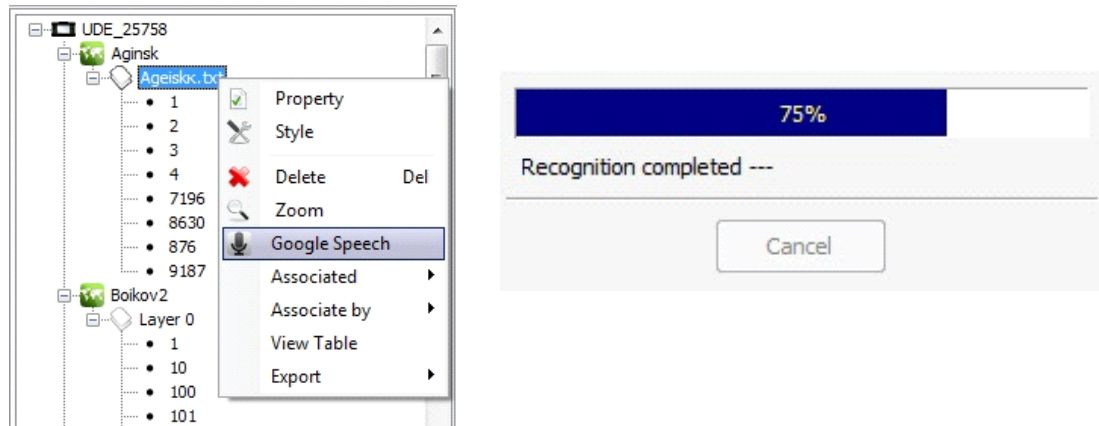 UDE_25758
Aginsk
Ageiskк.txt
1
2
3
4
7196
8630
876
9187
Boikov2
Layer 0
1
10
100
101
Property
Style
Delete Del
Zoom
Google Speech
Associated
Associate by
View Table
Export
75%
Recognition completed ---
Cancel